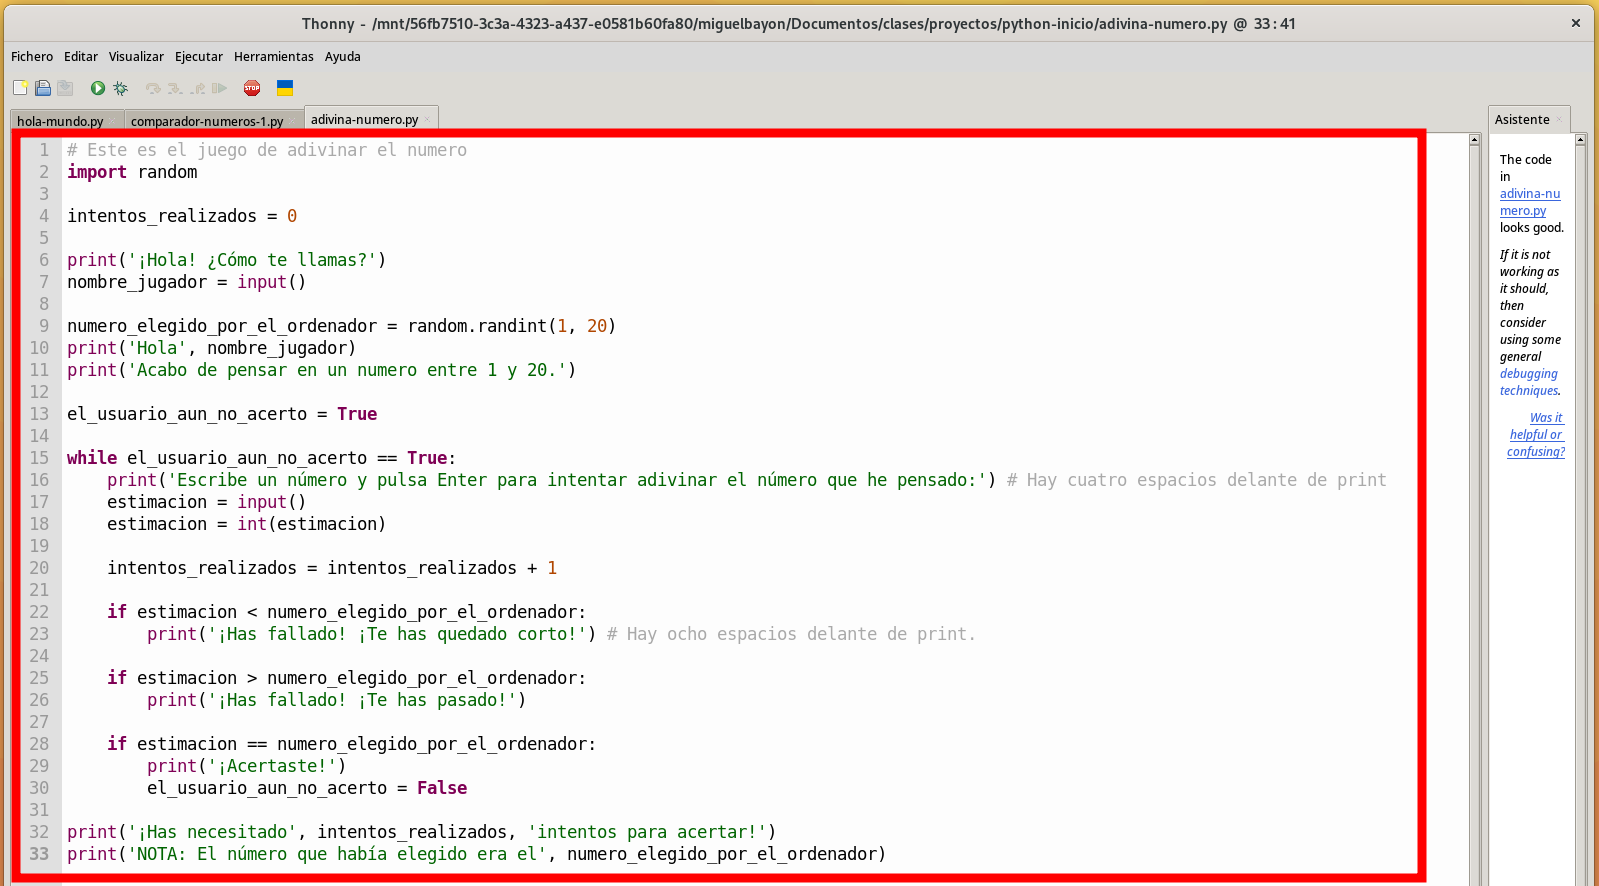 Thonny - /mnt/56fb7510-3c3a-4323-a437-e0581b60fa80/miguelbayon/Documentos/clases/proyectos/python-inicio/adivina-numero.py @ 33:41
Fichero Editar Visualizar Ejecutar Herramientas Ayuda
STOP
hola-mundo.py comparador-numeros-1.py adivina-numero.py
1 # Este es el juego de adivinar el numero
2 import random
3
4 intentos_realizados = 0
5
6 print('¡Hola! ¿Cómo te llamas?')
7 nombre_jugador = input()
8
9 numero_elegido_por_el_ordenador = random.randint(1, 20)
10 print('Hola', nombre_jugador)
11 print('Acabo de pensar en un numero entre 1 y 20.')
12
13 el_usuario_aun_no_acerto = True
14
15 while el_usuario_aun_no_acerto == True:
16     print('Escribe un número y pulsa Enter para intentar adivinar el número que he pensado:') # Hay cuatro espacios delante de print
17     estimacion = input()
18     estimacion = int(estimacion)
19
20     intentos_realizados = intentos_realizados + 1
21
22     if estimacion < numero_elegido_por_el_ordenador:
23         print('¡Has fallado! ¡Te has quedado corto!') # Hay ocho espacios delante de print.
24
25     if estimacion > numero_elegido_por_el_ordenador:
26         print('¡Has fallado! ¡Te has pasado!')
27
28     if estimacion == numero_elegido_por_el_ordenador:
29         print('¡Acertaste!')
30         el_usuario_aun_no_acerto = False
31
32 print('¡Has necesitado', intentos_realizados, 'intentos para acertar!')
33 print('NOTA: El número que había elegido era el', numero_elegido_por_el_ordenador)
Asistente
The code
in
adivina-nu
mero.py
looks good.
If it is not
working as
it should,
then
consider
using some
general
debugging
techniques.
Was it
helpful or
confusing?